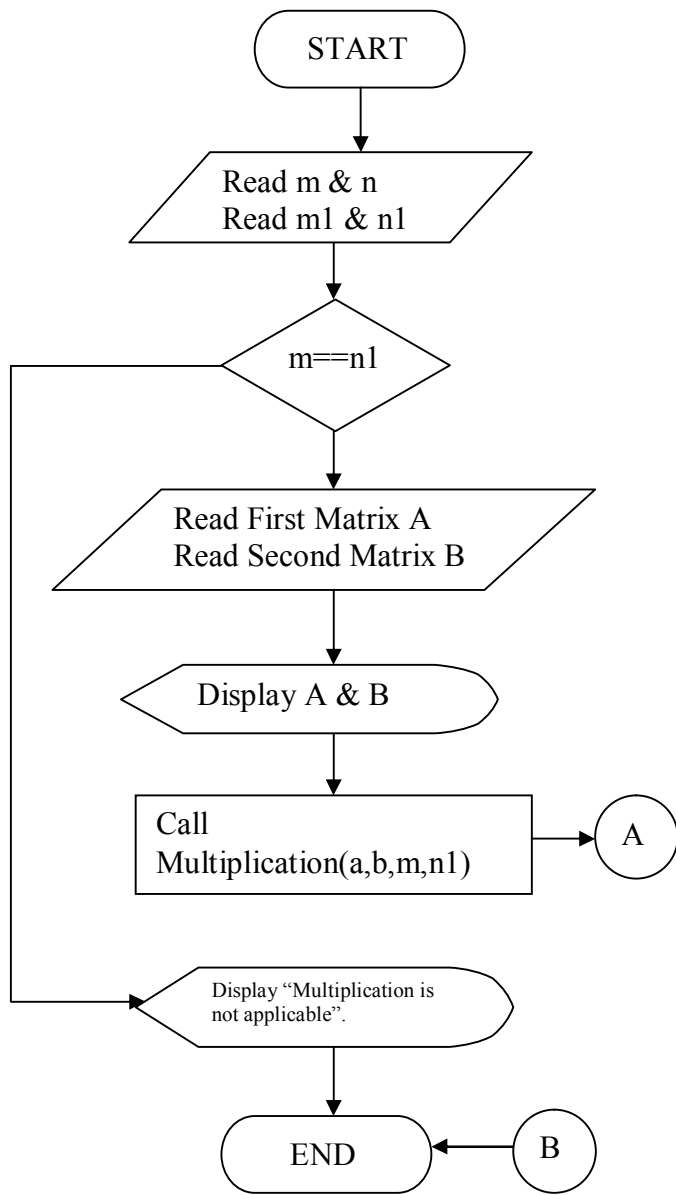 START
Read m & n
Read m1 & n1
m==n1
Read First Matrix A
Read Second Matrix B
Display A & B
Call
Multiplication(a,b,m,n1)
A
Display “Multiplication is
not applicable”.
END
B